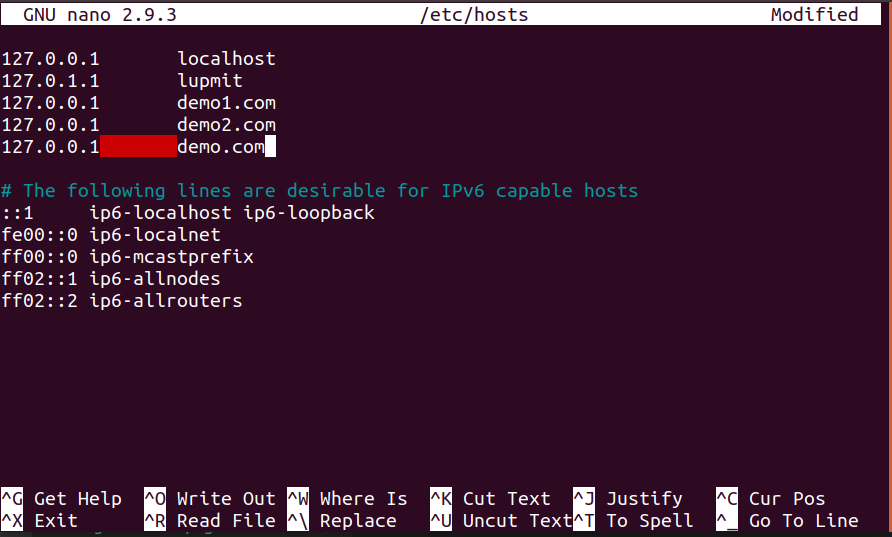 GNU nano 2.9.3 /etc/hosts Modified
127.0.0.1 localhost
127.0.1.1 lupmit
127.0.0.1 demo1.com
127.0.0.1 demo2.com
127.0.0.1 demo.com
# The following lines are desirable for IPv6 capable hosts
::1 ip6-localhost ip6-loopback
fe00::0 ip6-localnet
ff00::0 ip6-mcastprefix
ff02::1 ip6-allnodes
ff02::2 ip6-allrouters
^G Get Help ^O Write Out ^W Where Is ^K Cut Text ^J Justify ^C Cur Pos
^X Exit ^R Read File ^\ Replace ^U Uncut Text ^T To Spell ^_ Go To Line